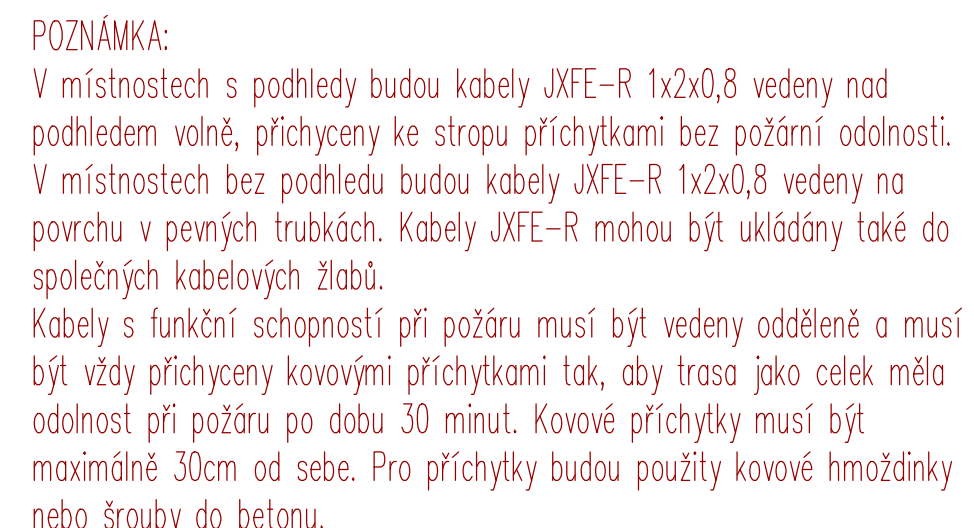 POZNÁMKA:
V místnostech s podhledy budou kabely JXFE-R 1x2x0,8 vedeny nad
podhledem volně, přichyceny ke stropu příchytkami bez požární odolnosti.
V místnostech bez podhledu budou kabely JXFE-R 1x2x0,8 vedeny na
povrchu v pevných trubkách. Kabely JXFE-R mohou být ukládány také do
společných kabelových žlabů.
Kabely s funkční schopností při požáru musí být vedeny odděleně a musí
být vždy přichyceny kovovými příchytkami tak, aby trasa jako celek měla
odolnost při požáru po dobu 30 minut. Kovové příchytky musí být
maximálně 30cm od sebe. Pro příchytky budou použity kovové hmoždinky
nebo šrouby do betonu.